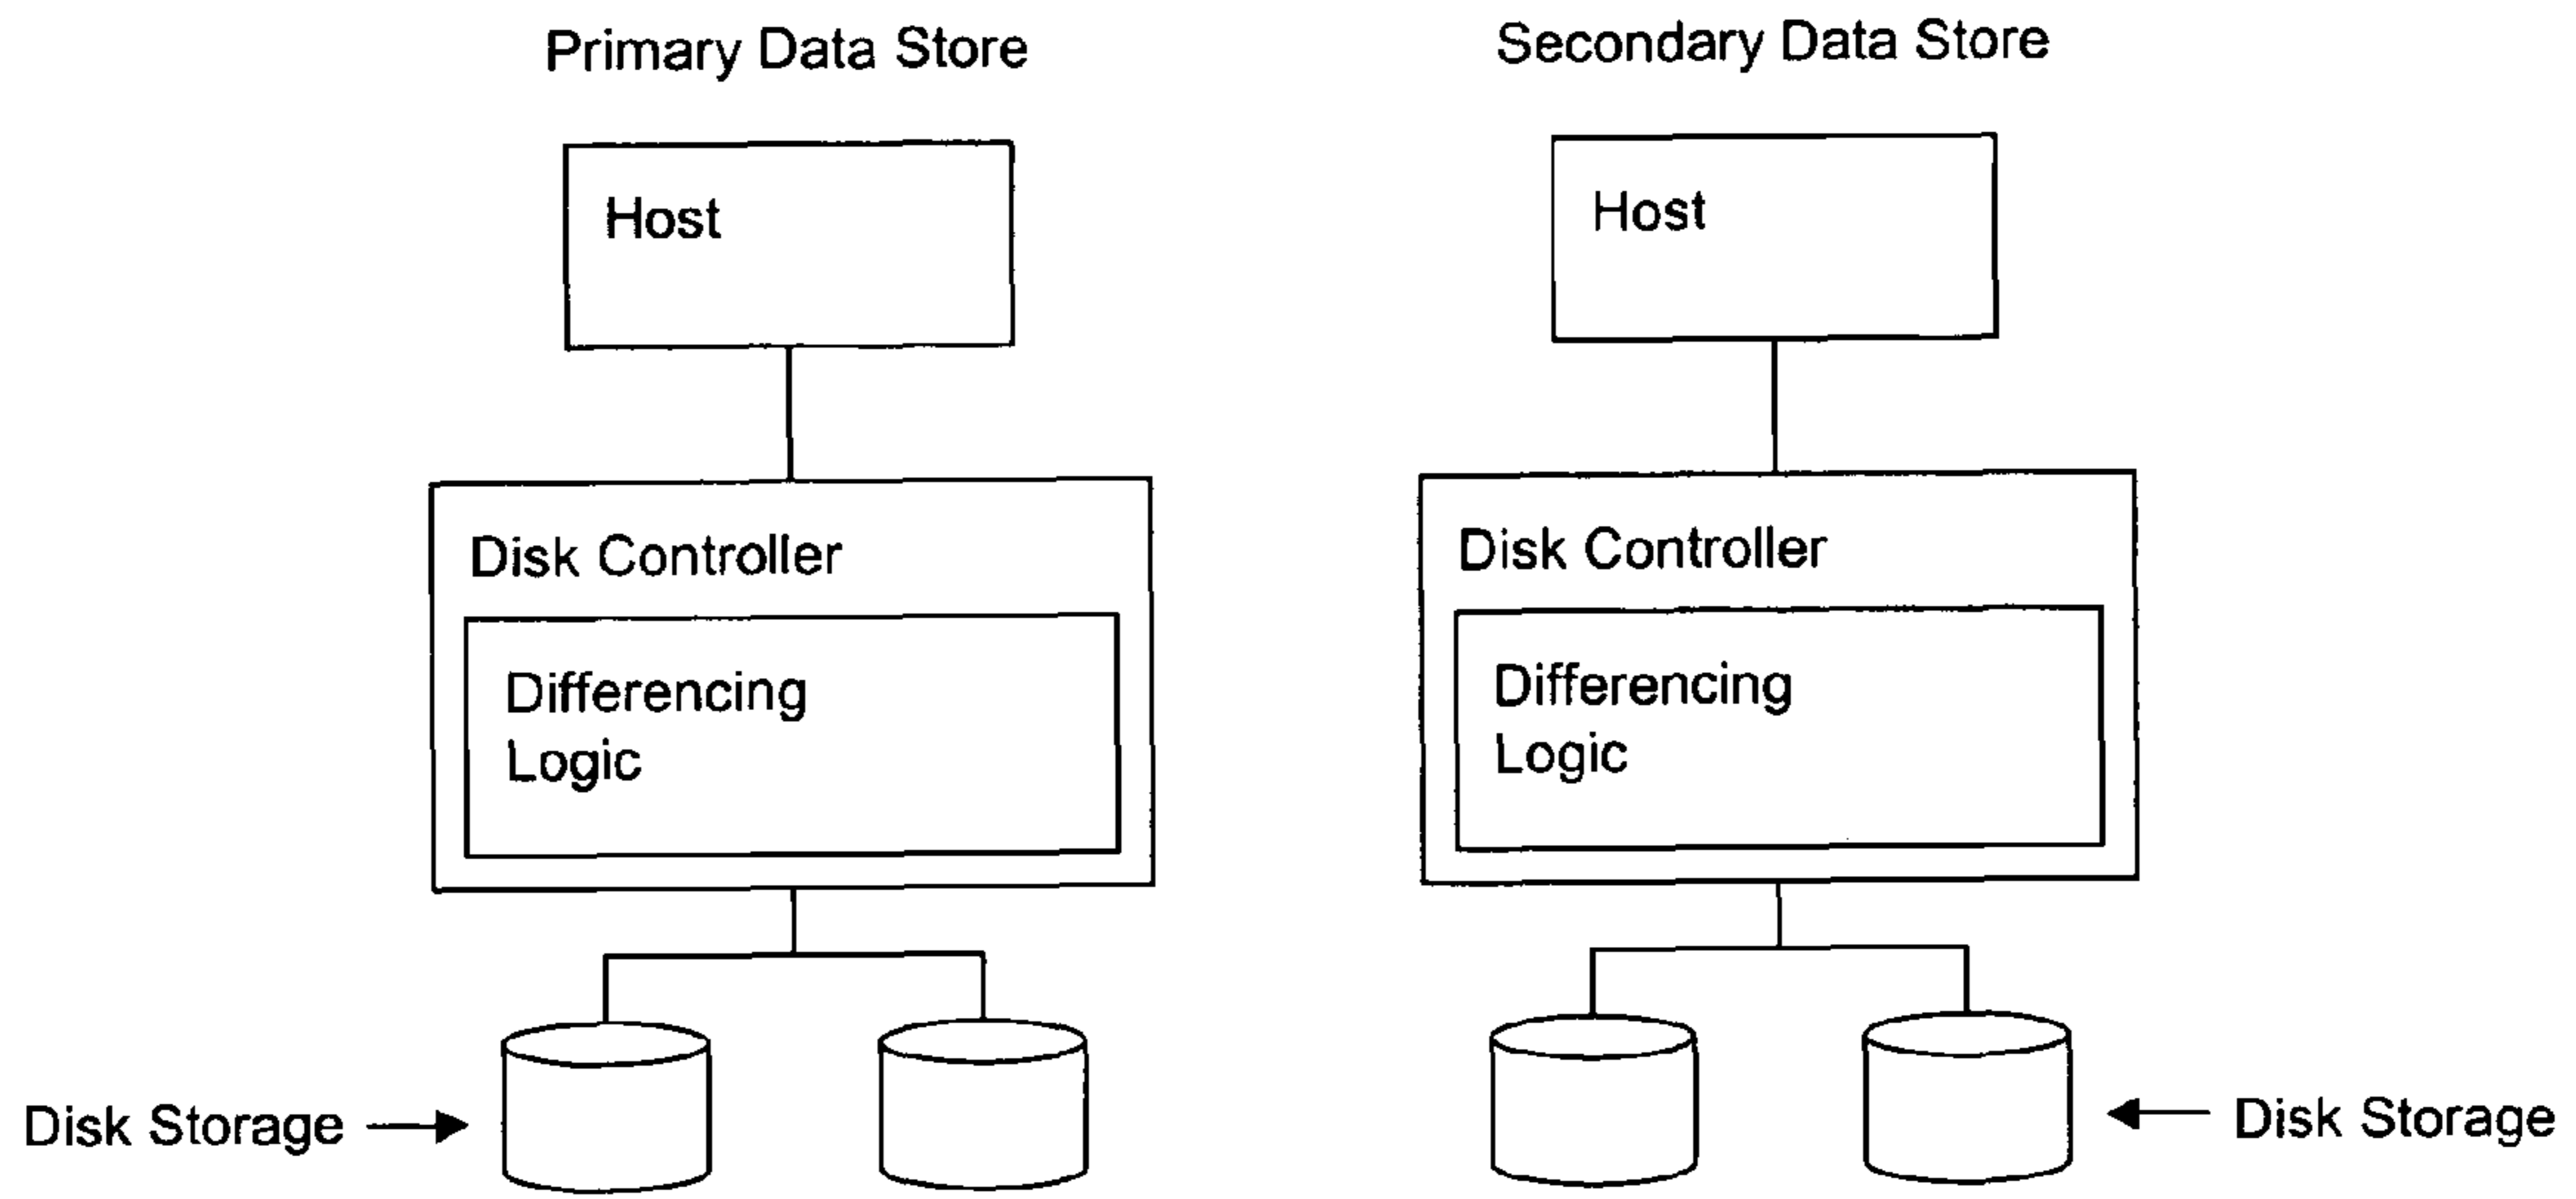 Primary Data Store
Secondary Data Store
Host
Host
Disk Controller
Disk Controller
Differencing
Logic
Differencing
Logic
Disk Storage
Disk Storage